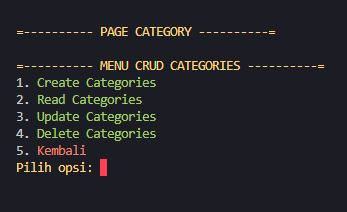 =---------- PAGE CATEGORY ----------=
=---------- MENU CRUD CATEGORIES ----------=
1. Create Categories
2. Read Categories
3. Update Categories
4. Delete Categories
5. Kembali
Pilih opsi: